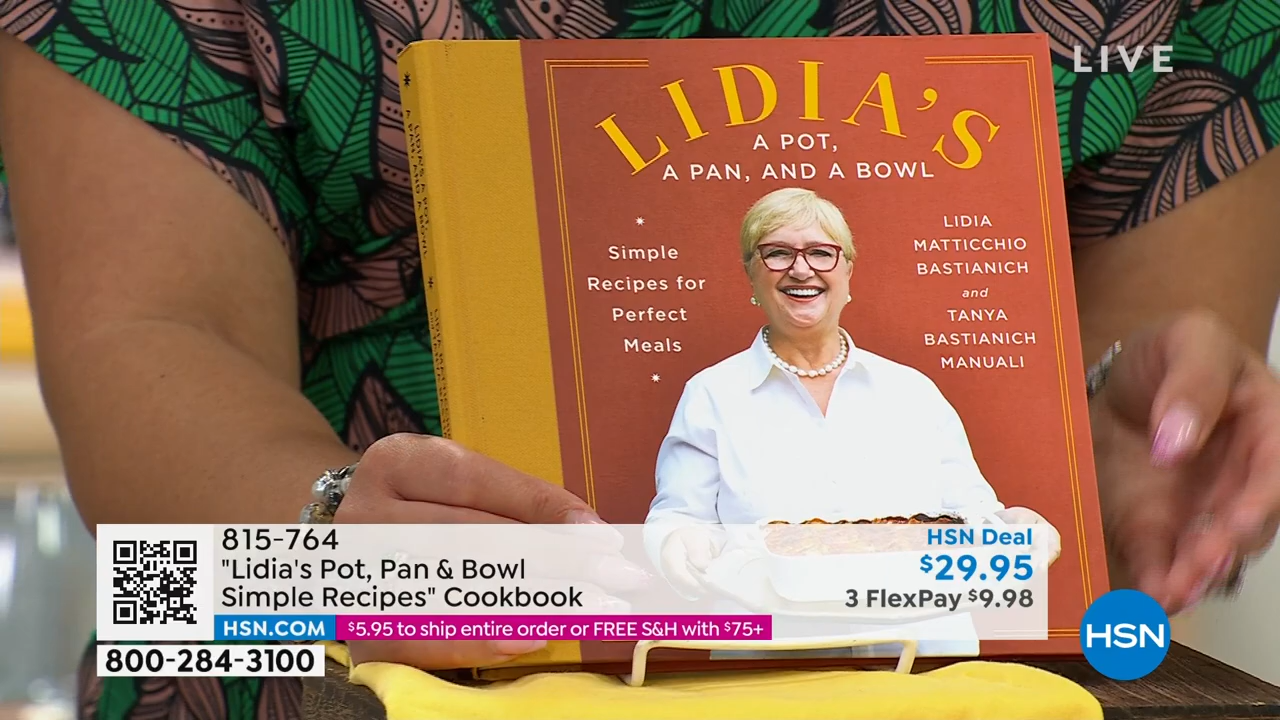 LIVE
LIDIA'S
A POT,
A PAN, AND A BOWL
Simple
Recipes for
Perfect
Meals
LIDIA
MATTICCHIO
BASTIANICH
and
TANYA
BASTIANICH
MANUALI
815-764
"Lidia's Pot, Pan & Bowl
Simple Recipes" Cookbook
HSN Deal
$29.95
3 FlexPay $9.98
HSN.COM $5.95 to ship entire order or FREE S&H with $75+
800-284-3100
HSN